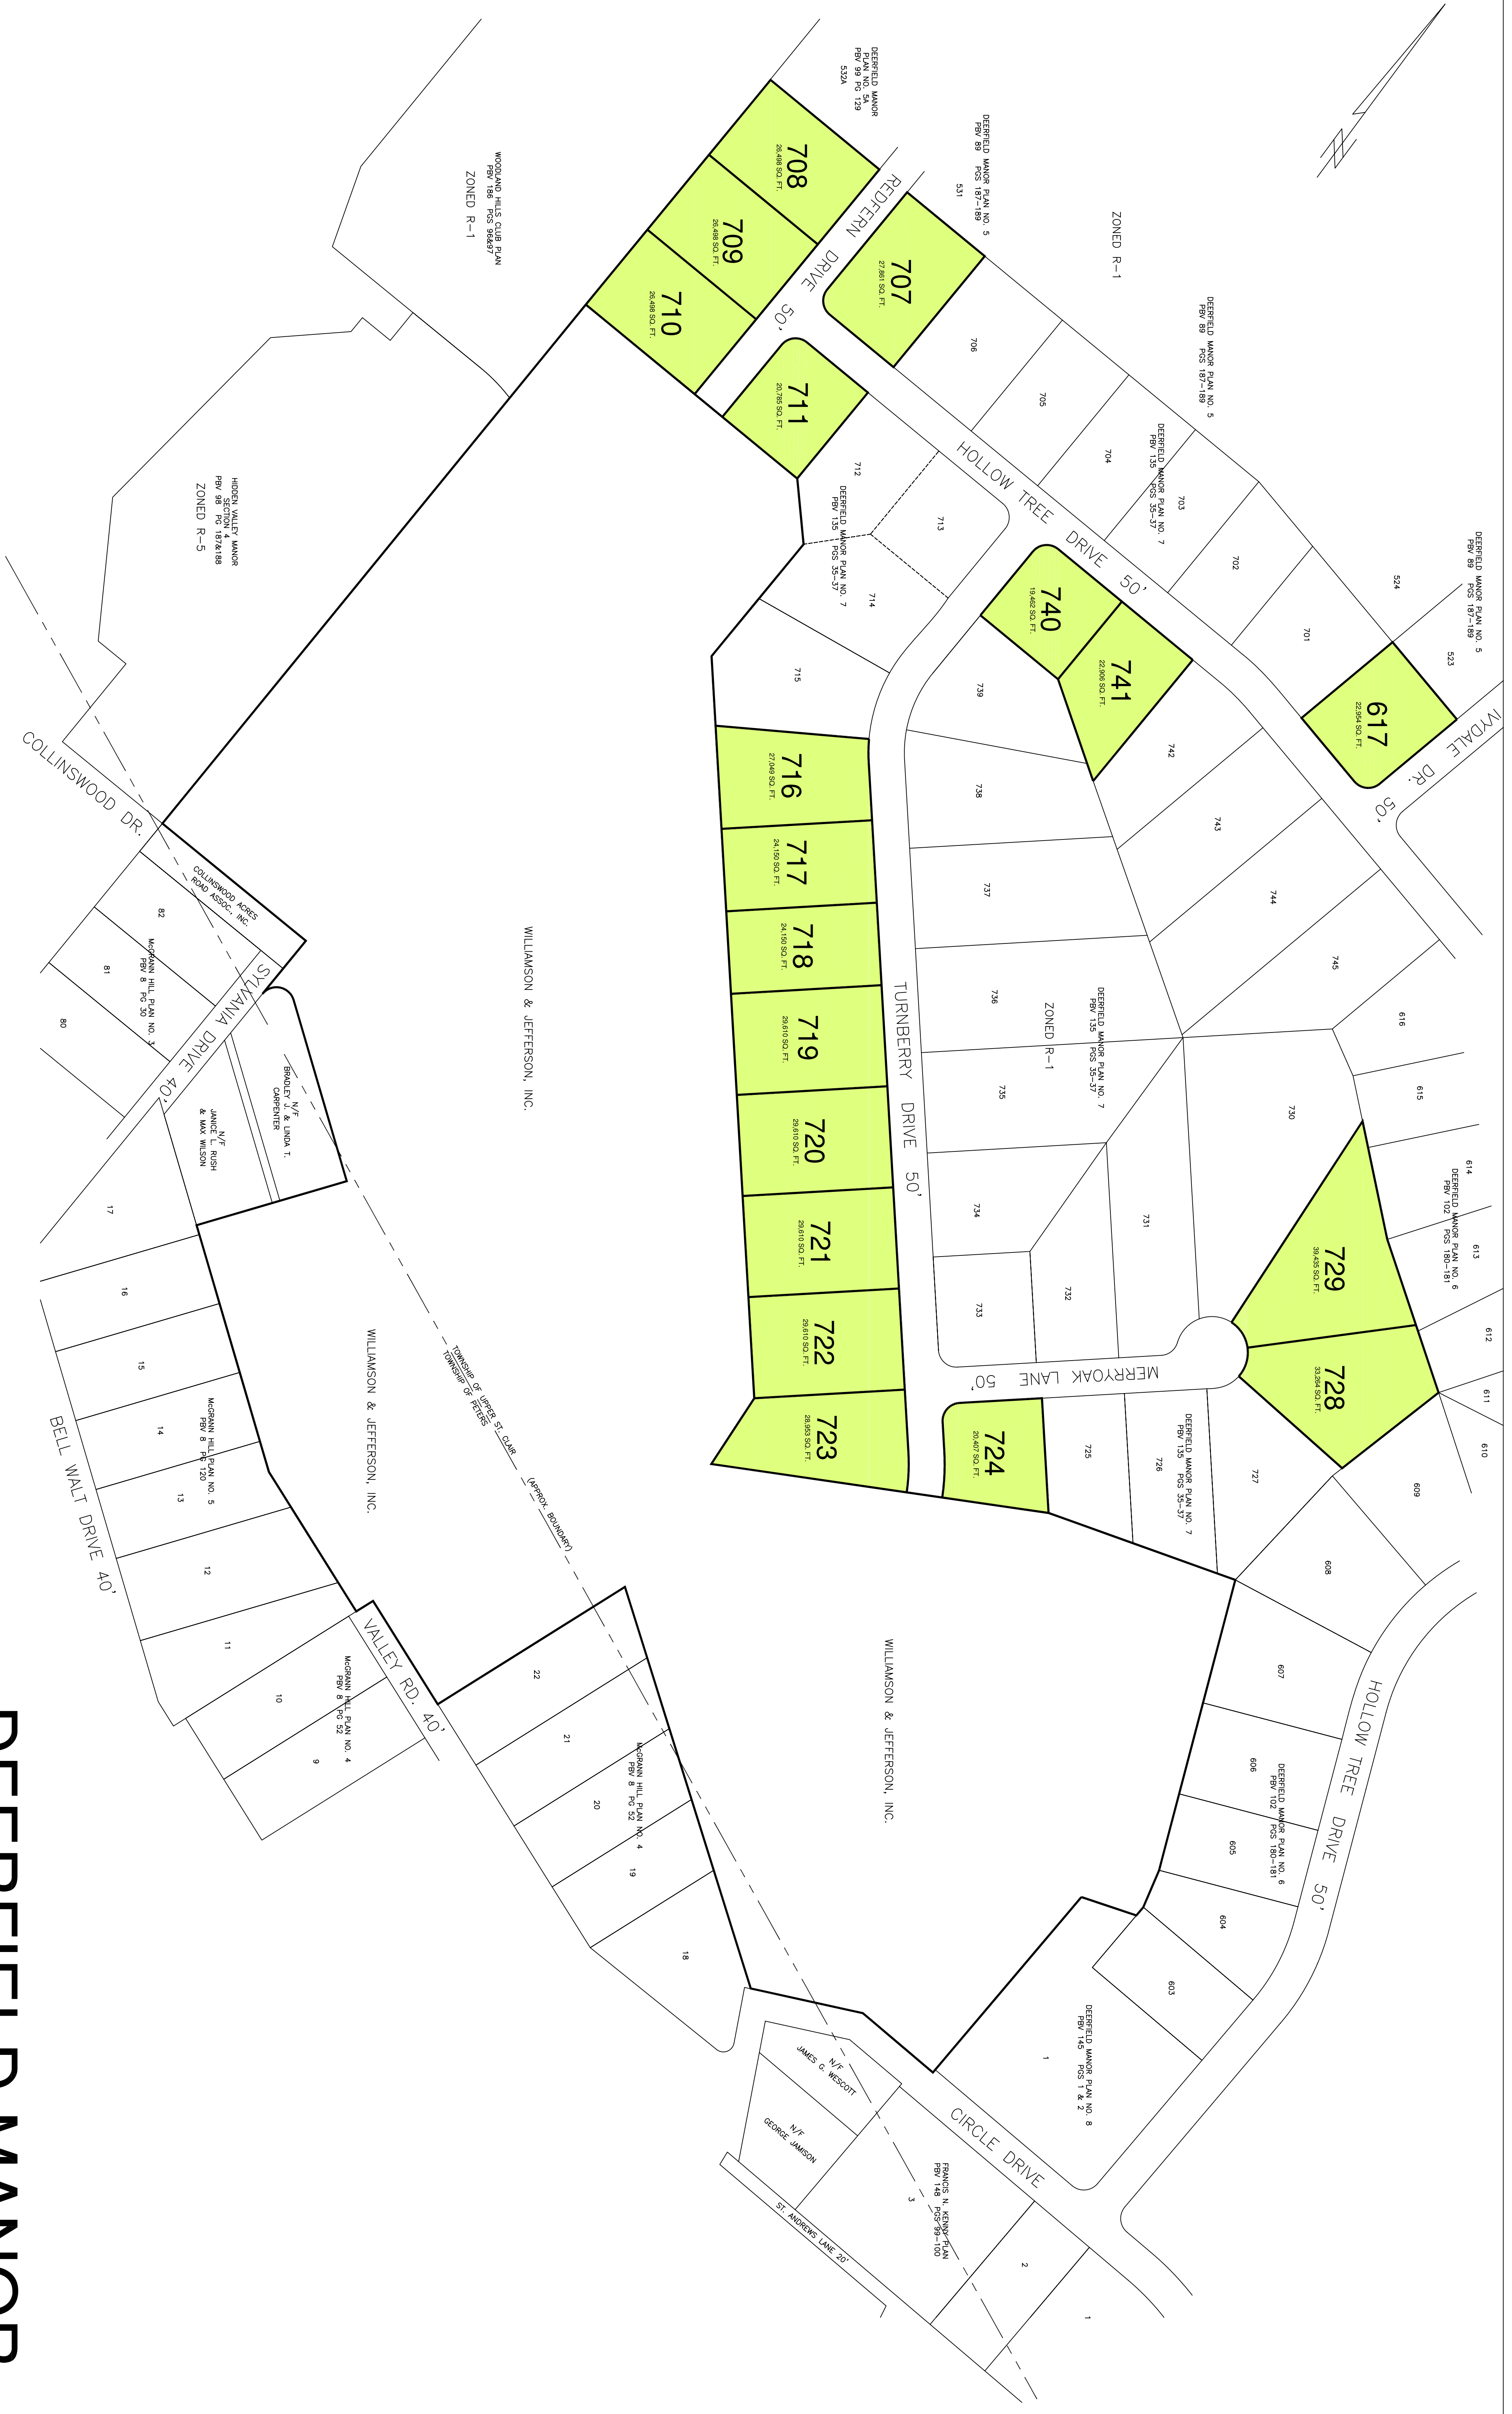 DEERFIELD MANOR
PLAN NO. 5A
PBV 99 PG 129
532A
DEERFIELD MANOR PLAN NO. 5
PBV 89 PGS 187-189
531
ZONED R-1
DEERFIELD MANOR PLAN NO. 5
PBV 89 PGS 187-189
DEERFIELD MANOR PLAN NO. 5
PBV 89 PGS 187-189
524
523
IVYDALE DR. 50'
617
22,954 SQ. FT.
REDFERN DRIVE 50'
708
26,498 SQ. FT.
709
26,498 SQ. FT.
710
26,498 SQ. FT.
707
27,861 SQ. FT.
711
20,785 SQ. FT.
706
705
704
703
702
701
DEERFIELD MANOR PLAN NO. 7
PBV 135 PGS 35-37
HOLLOW TREE DRIVE 50'
712
713
714
715
DEERFIELD MANOR PLAN NO. 7
PBV 135 PGS 35-37
740
19,462 SQ. FT.
741
22,906 SQ. FT.
739
738
737
736
735
734
733
732
731
730
742
743
744
745
ZONED R-1
DEERFIELD MANOR PLAN NO. 7
PBV 135 PGS 35-37
616
615
614
613
612
611
610
609
608
607
606
605
604
603
DEERFIELD MANOR PLAN NO. 6
PBV 102 PGS 180-181
729
39,435 SQ. FT.
728
33,264 SQ. FT.
MERRYOAK LANE 50'
727
726
725
DEERFIELD MANOR PLAN NO. 7
PBV 135 PGS 35-37
724
20,407 SQ. FT.
TURNBERRY DRIVE 50'
716
27,049 SQ. FT.
717
24,150 SQ. FT.
718
24,150 SQ. FT.
719
29,610 SQ. FT.
720
29,610 SQ. FT.
721
29,610 SQ. FT.
722
29,610 SQ. FT.
723
28,953 SQ. FT.
HOLLOW TREE DRIVE 50'
DEERFIELD MANOR PLAN NO. 6
PBV 102 PGS 180-181
DEERFIELD MANOR PLAN NO. 8
PBV 145 PGS 1 & 2
1
CIRCLE DRIVE
FRANCIS N. KENNY PLAN
PBV 148 PGS 99-100
3
2
1
N/F
JAMES G. WESCOTT
N/F
GEORGE JAMISON
ST. ANDREWS LANE 20'
WILLIAMSON & JEFFERSON, INC.
WILLIAMSON & JEFFERSON, INC.
WILLIAMSON & JEFFERSON, INC.
WOODLAND HILLS CLUB PLAN
PBV 186 PGS 96&97
ZONED R-1
HIDDEN VALLEY MANOR
SECTION 4
PBV 98 PG 187&188
ZONED R-5
COLLINSWOOD DR.
COLLINSWOOD ACRES
ROAD ASSOC., INC.
82
81
80
McGRANN HILL PLAN NO. 3
PBV 8 PG 30
SYLVANIA DRIVE 40'
N/F
BRADLEY J. & LINDA T.
CARPENTER
N/F
JANICE L. RUSH
& MAX WILSON
TOWNSHIP OF UPPER ST. CLAIR
TOWNSHIP OF PETERS
(APPROX. BOUNDARY)
17
16
15
14
13
12
11
McGRANN HILL PLAN NO. 5
PBV 8 PG 120
BELL WALT DRIVE 40'
VALLEY RD. 40'
10
9
McGRANN HILL PLAN NO. 4
PBV 8 PG 52
22
21
20
19
18
McGRANN HILL PLAN NO. 4
PBV 8 PG 52
DEERFIELD MANOR